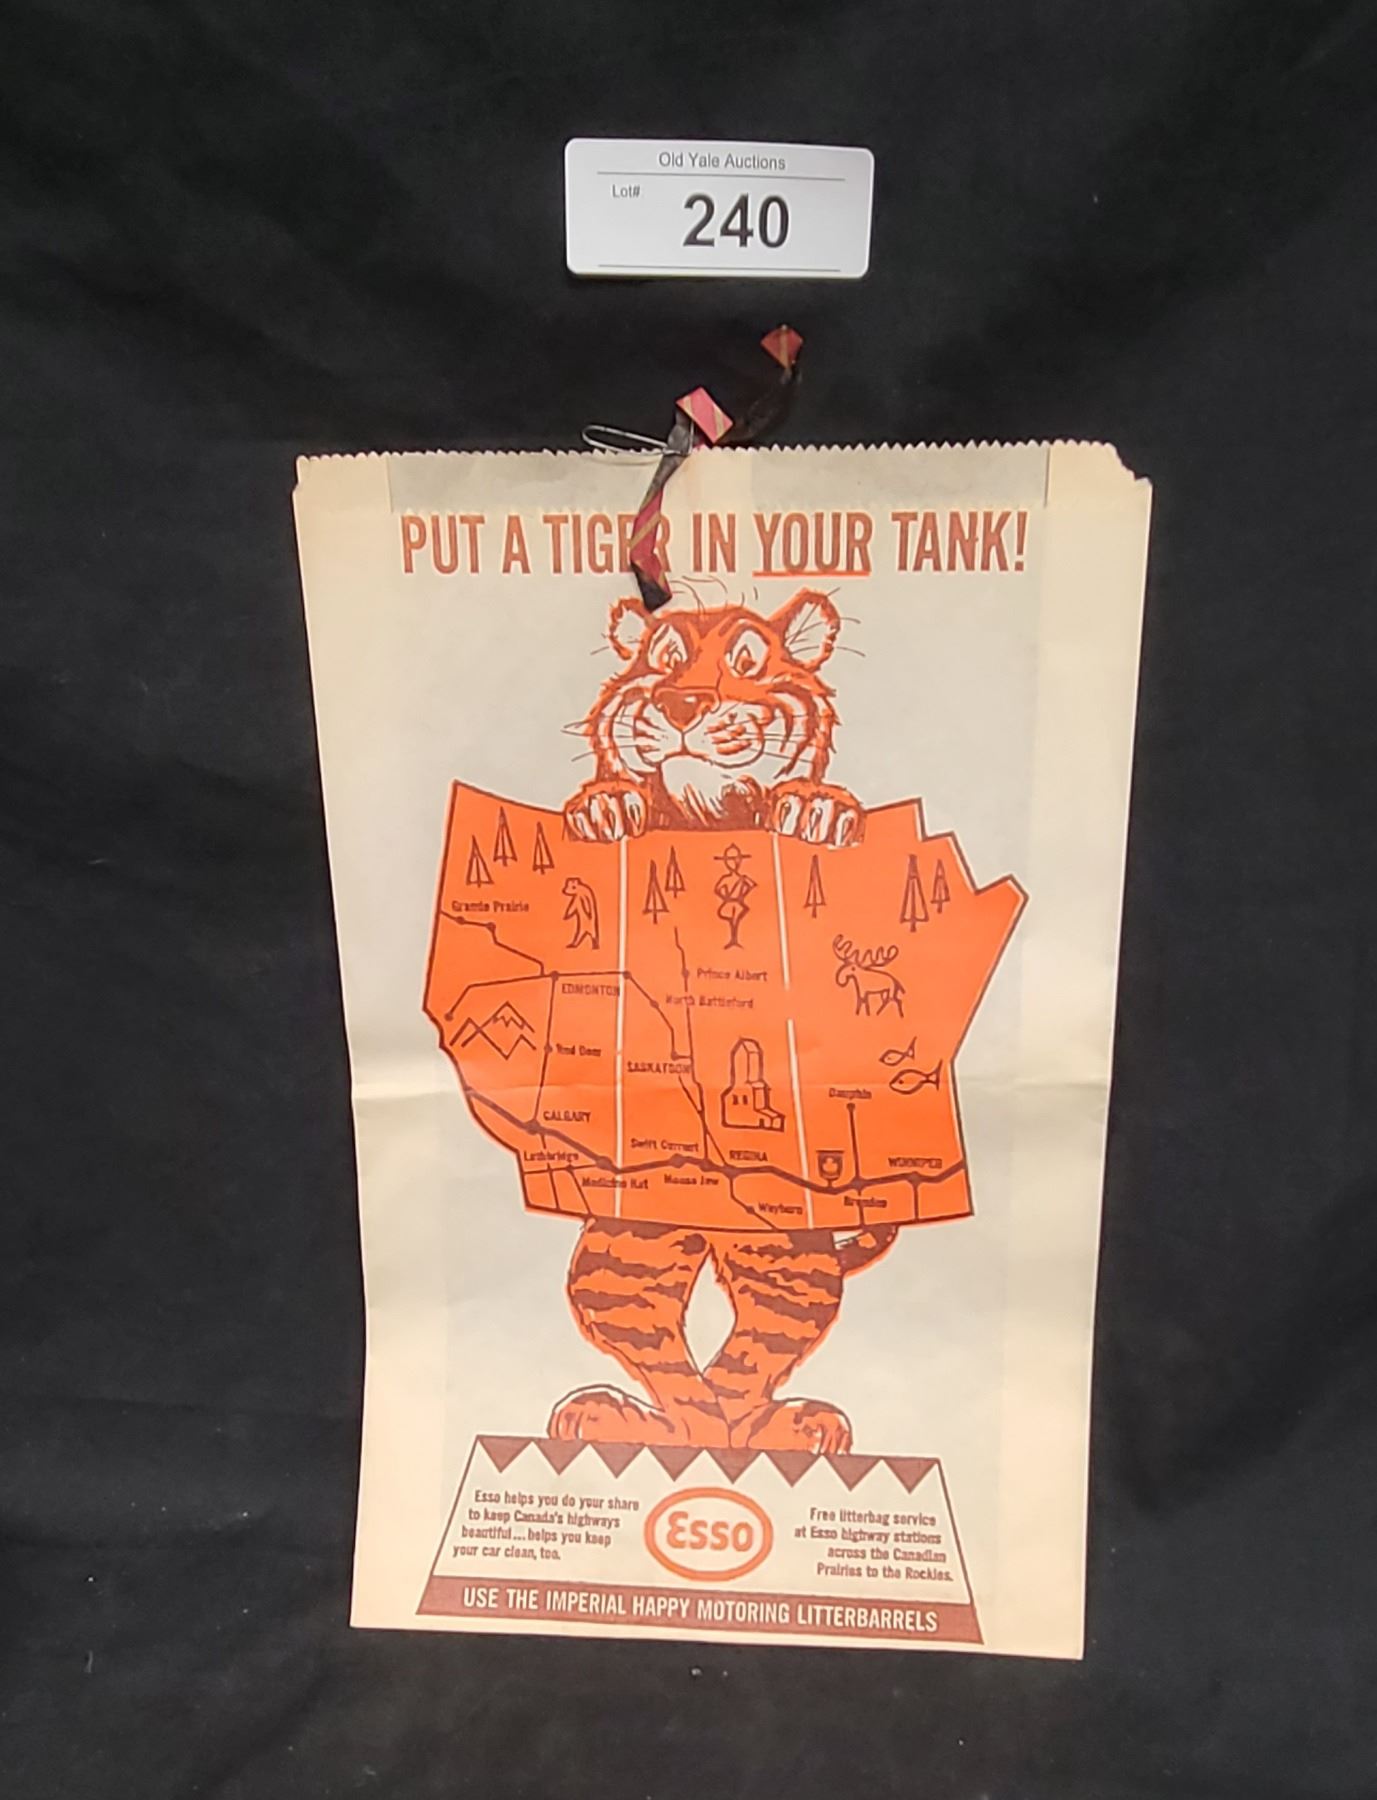 Old Yale Auctions
Lot#
240
PUT A TIGER IN YOUR TANK!
Grande Prairie
Prince Albert
EDMONTON
North Battleford
Red Deer
SASKATOON
Dauphin
CALGARY
Swift Current
Lethbridge
REGINA
WINNIPEG
Medicine Hat
Moose Jaw
Brandon
Weyburn
Esso helps you do your share
to keep Canada's highways
beautiful...helps you keep
your car clean, too.
Esso
Free litterbag service
at Esso highway stations
across the Canadian
Prairies to the Rockies.
USE THE IMPERIAL HAPPY MOTORING LITTERBARRELS